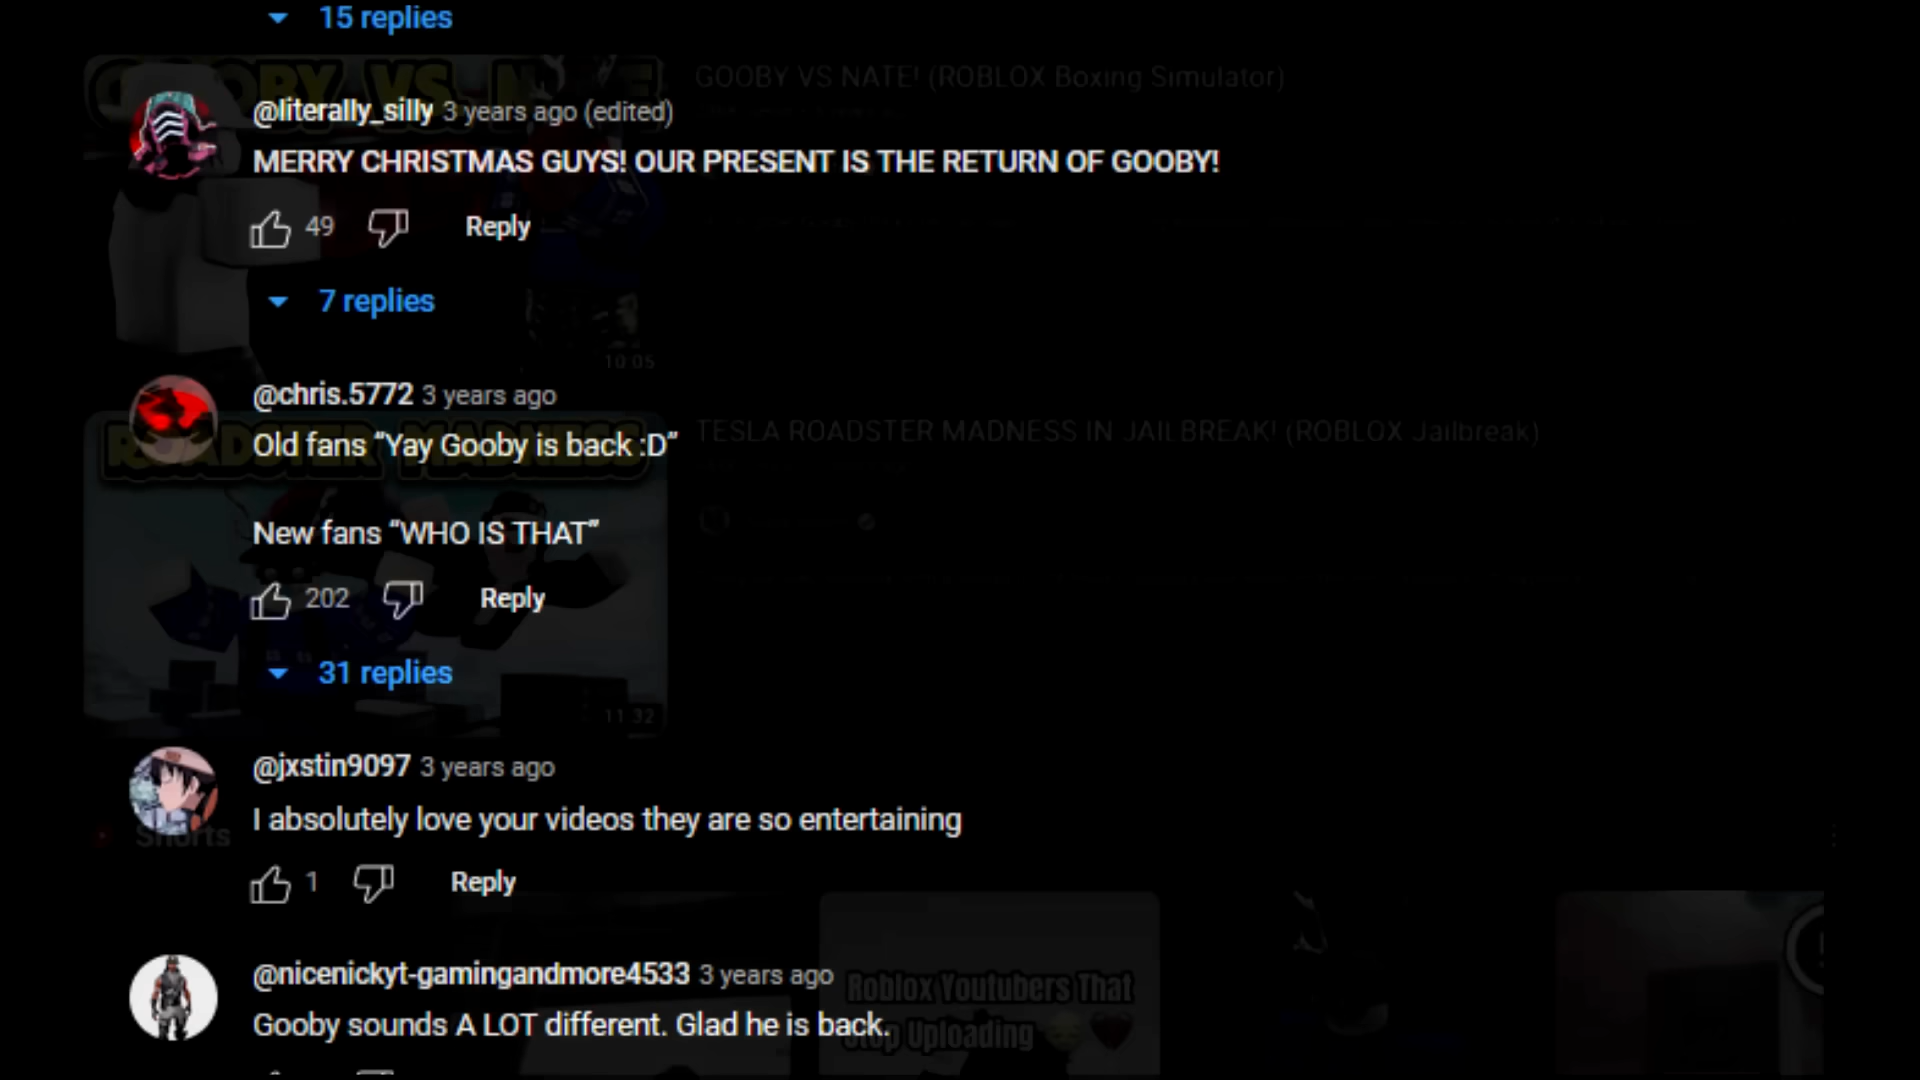 15 replies
GOOBY VS NATE! (ROBLOX Boxing Simulator)
@literally_silly 3 years ago (edited)
MERRY CHRISTMAS GUYS! OUR PRESENT IS THE RETURN OF GOOBY!
49 Reply
7 replies
10:05
@chris.5772 3 years ago
Old fans “Yay Gooby is back :D”
TESLA ROADSTER MADNESS IN JAILBREAK! (ROBLOX Jailbreak)
ROADSTER MADNESS
New fans “WHO IS THAT”
202 Reply
31 replies
11:32
@jxstin9097 3 years ago
I absolutely love your videos they are so entertaining
Shorts
1 Reply
@nicenickyt-gamingandmore4533 3 years ago
Gooby sounds A LOT different. Glad he is back.
Roblox Youtubers That
Stop Uploading